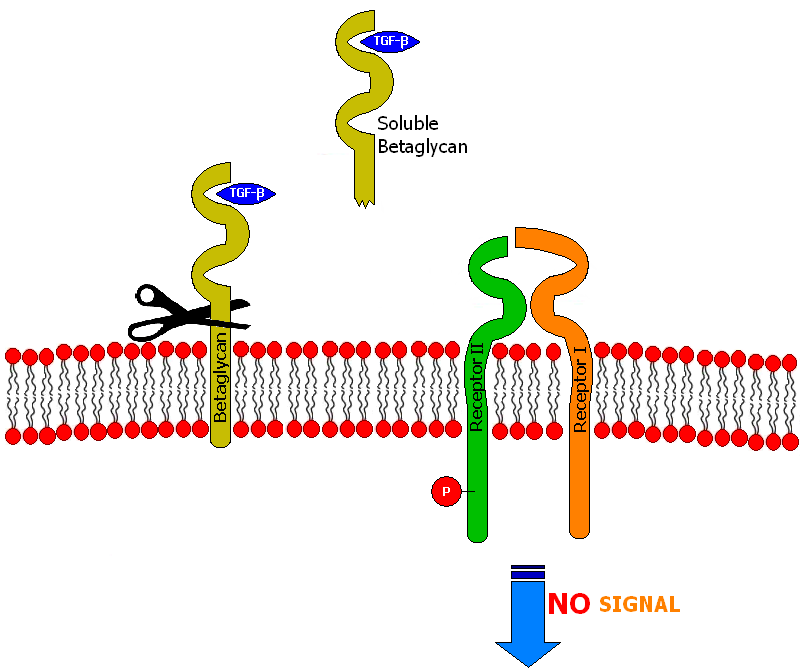 TGF-β
Soluble
Betaglycan
TGF-β
Betaglycan
Receptor II
Receptor I
P
NO SIGNAL